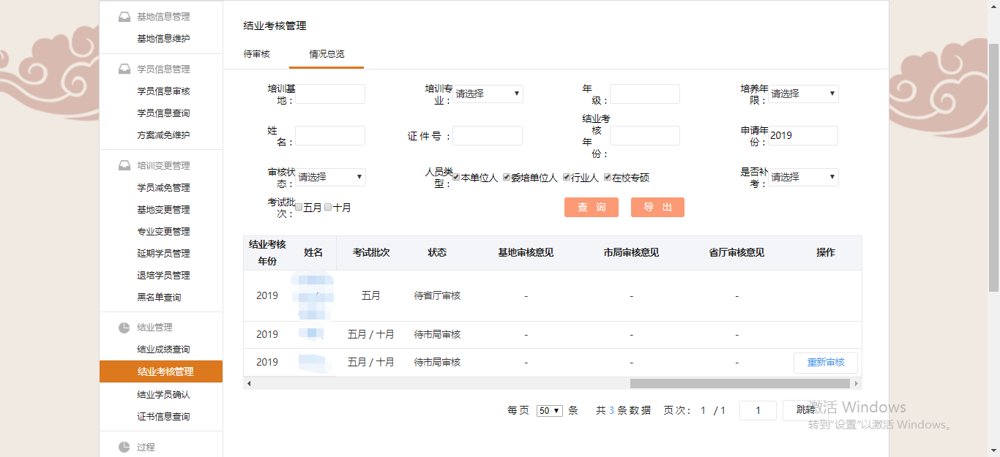 基地信息管理
基地信息维护
学员信息管理
学员信息审核
学员信息查询
方案减免维护
培训变更管理
学员减免管理
基地变更管理
专业变更管理
延期学员管理
退培学员管理
黑名单查询
结业管理
结业成绩查询
结业考核管理
结业学员确认
证书信息查询
过程
结业考核管理
待审核 情况总览
培训基地： 培训专业： 请选择 年级： 培养年限： 请选择
姓名： 证件号： 结业考核年份： 申请年份： 2019
审核状态： 请选择 人员类型： 本单位人 委培单位人 行业人 在校专硕 是否补考： 请选择
考试批次： 五月 十月 查 询 导 出
结业考核年份 姓名 考试批次 状态 基地审核意见 市局审核意见 省厅审核意见 操作
2019 五月 待省厅审核 - - -
2019 五月 / 十月 待市局审核 - - -
2019 五月 / 十月 待市局审核 - - - 重新审核
每页 50 条 共 3 条数据 页次： 1 / 1 1 跳转
激活 Windows
转到"设置"以激活 Windows。